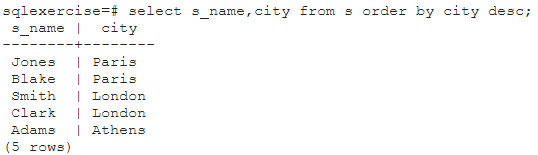 sqlexercise=# select s_name,city from s order by city desc;
 s_name |  city
--------+--------
 Jones  | Paris
 Blake  | Paris
 Smith  | London
 Clark  | London
 Adams  | Athens
(5 rows)